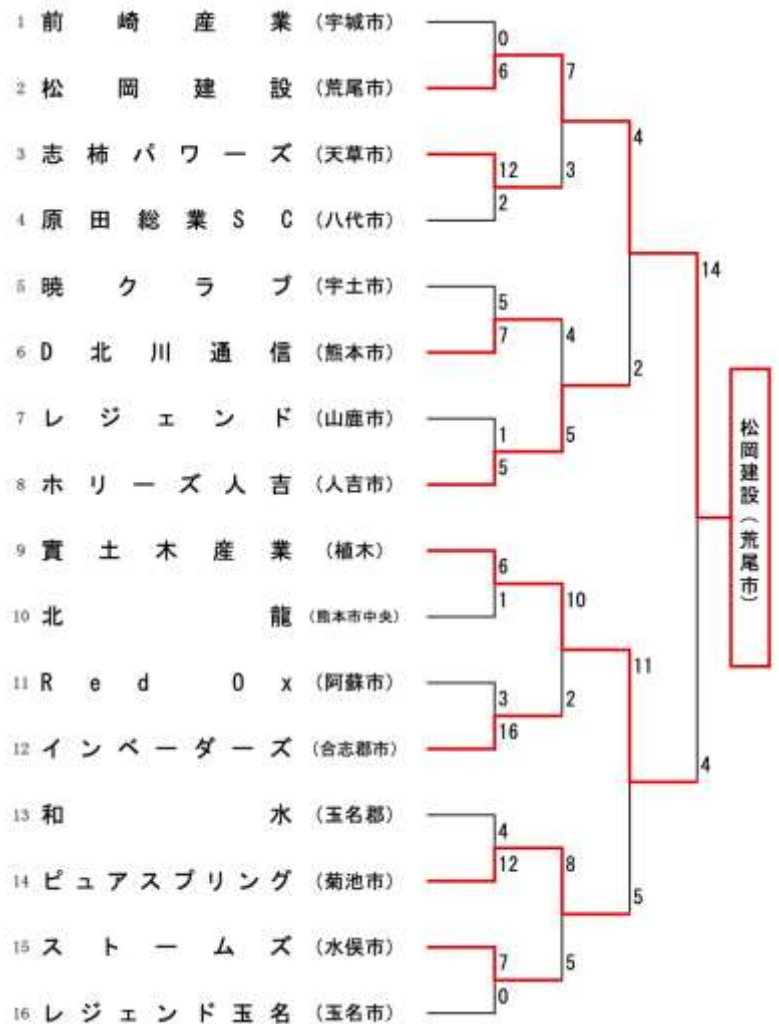 1 前崎産業 (宇城市)
0
6
7
2 松岡建設 (荒尾市)
4
3 志柿パワーズ (天草市)
12
2
3
4 原田総業SC (八代市)
14
5 暁クラブ (宇土市)
5
7
4
6 D北川通信 (熊本市)
2
7 レジェンド (山鹿市)
1
5
5
8 ホリーズ人吉 (人吉市)
松岡建設(荒尾市)
9 實土木産業 (植木)
6
1
10
10 北龍 (熊本市中央)
11
11 Red Ox (阿蘇市)
3
16
2
12 インベーダーズ (合志郡市)
4
13 和水 (玉名郡)
4
12
8
14 ピュアスプリング (菊池市)
5
15 ストームズ (水俣市)
7
0
5
16 レジェンド玉名 (玉名市)